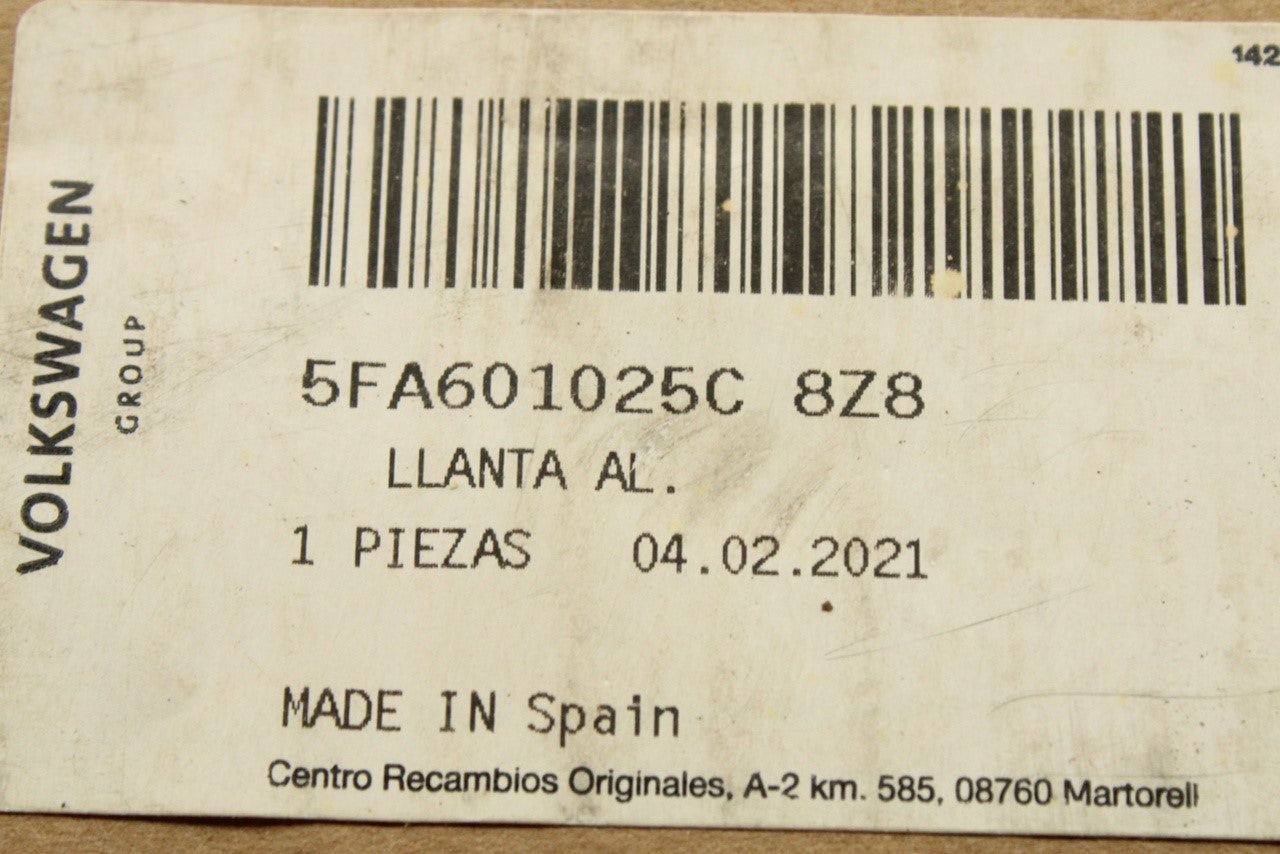 142
VOLKSWAGEN
GROUP
5FA601025C 8Z8
LLANTA AL.
1 PIEZAS 04.02.2021
MADE IN Spain
Centro Recambios Originales, A-2 km. 585, 08760 Martorell